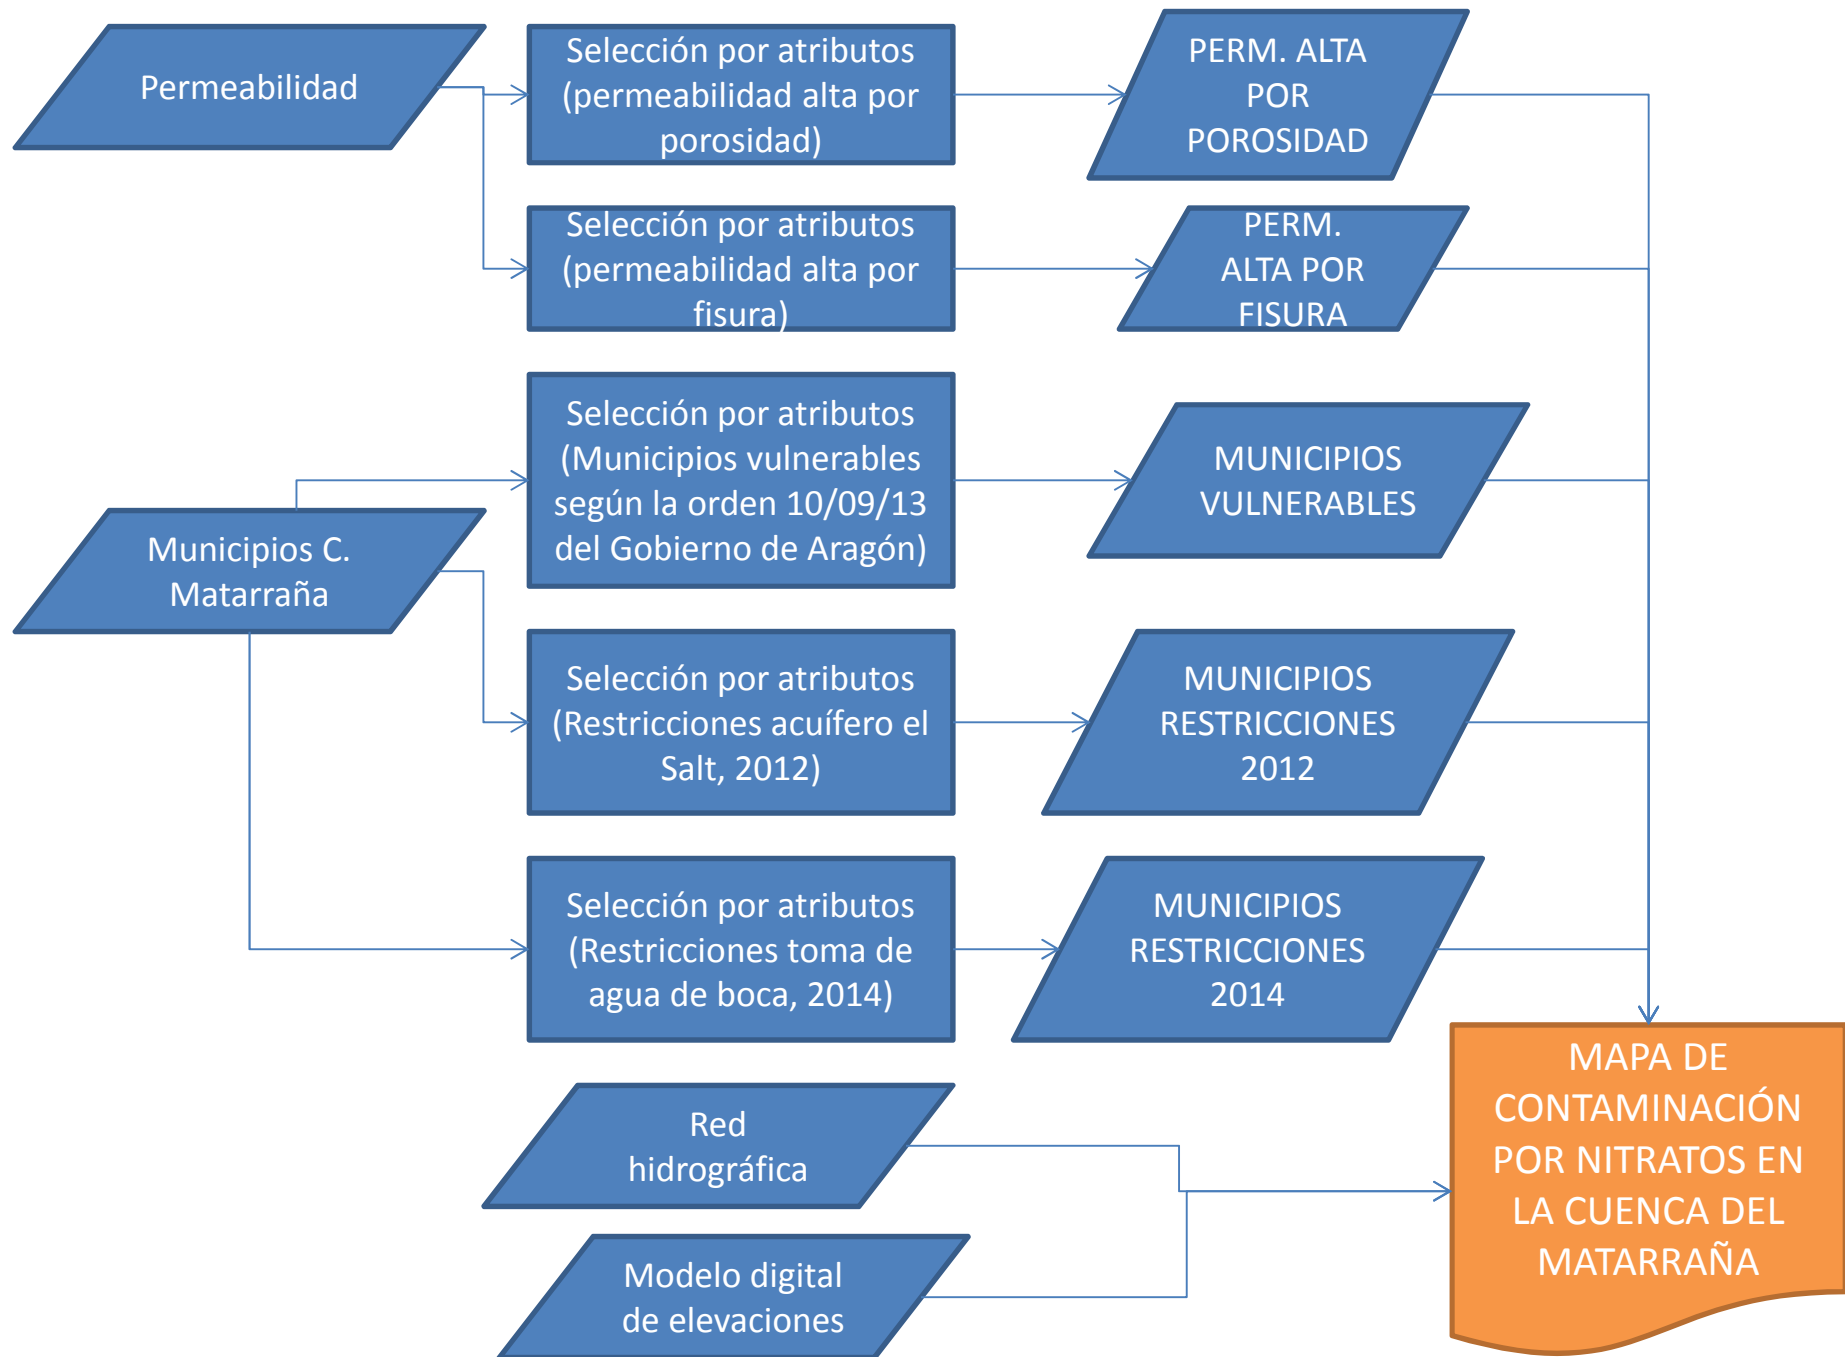 Permeabilidad
Selección por atributos
(permeabilidad alta por
porosidad)
PERM. ALTA
POR
POROSIDAD
Selección por atributos
(permeabilidad alta por
fisura)
PERM.
ALTA POR
FISURA
Municipios C.
Matarraña
Selección por atributos
(Municipios vulnerables
según la orden 10/09/13
del Gobierno de Aragón)
MUNICIPIOS
VULNERABLES
Selección por atributos
(Restricciones acuífero el
Salt, 2012)
MUNICIPIOS
RESTRICCIONES
2012
Selección por atributos
(Restricciones toma de
agua de boca, 2014)
MUNICIPIOS
RESTRICCIONES
2014
Red
hidrográfica
Modelo digital
de elevaciones
MAPA DE
CONTAMINACIÓN
POR NITRATOS EN
LA CUENCA DEL
MATARRAÑA